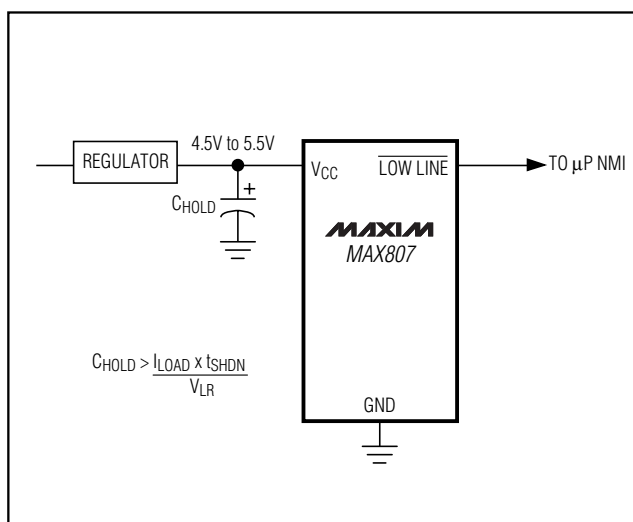 REGULATOR
4.5V to 5.5V
+
CHOLD
VCC
LOW LINE
TO μP NMI
MAXIM
MAX807
CHOLD > ILOAD x tSHDN
VLR
GND